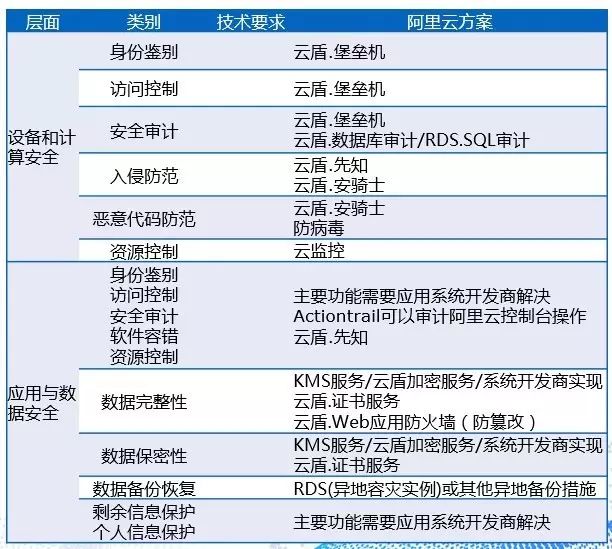 层面 类别 技术要求 阿里云方案
设备和计算安全
身份鉴别 云盾.堡垒机
访问控制 云盾.堡垒机
安全审计 云盾.堡垒机
云盾.数据库审计/RDS.SQL审计
入侵防范 云盾.先知
云盾.安骑士
恶意代码防范 云盾.安骑士
防病毒
资源控制 云监控
应用与数据安全
身份鉴别
访问控制
安全审计
软件容错
资源控制
主要功能需要应用系统开发商解决
Actiontrail可以审计阿里云控制台操作
云盾.先知
数据完整性 KMS服务/云盾加密服务/系统开发商实现
云盾.证书服务
云盾.Web应用防火墙（防篡改）
数据保密性 KMS服务/云盾加密服务/系统开发商实现
云盾.证书服务
数据备份恢复 RDS(异地容灾实例)或其他异地备份措施
剩余信息保护
个人信息保护
主要功能需要应用系统开发商解决